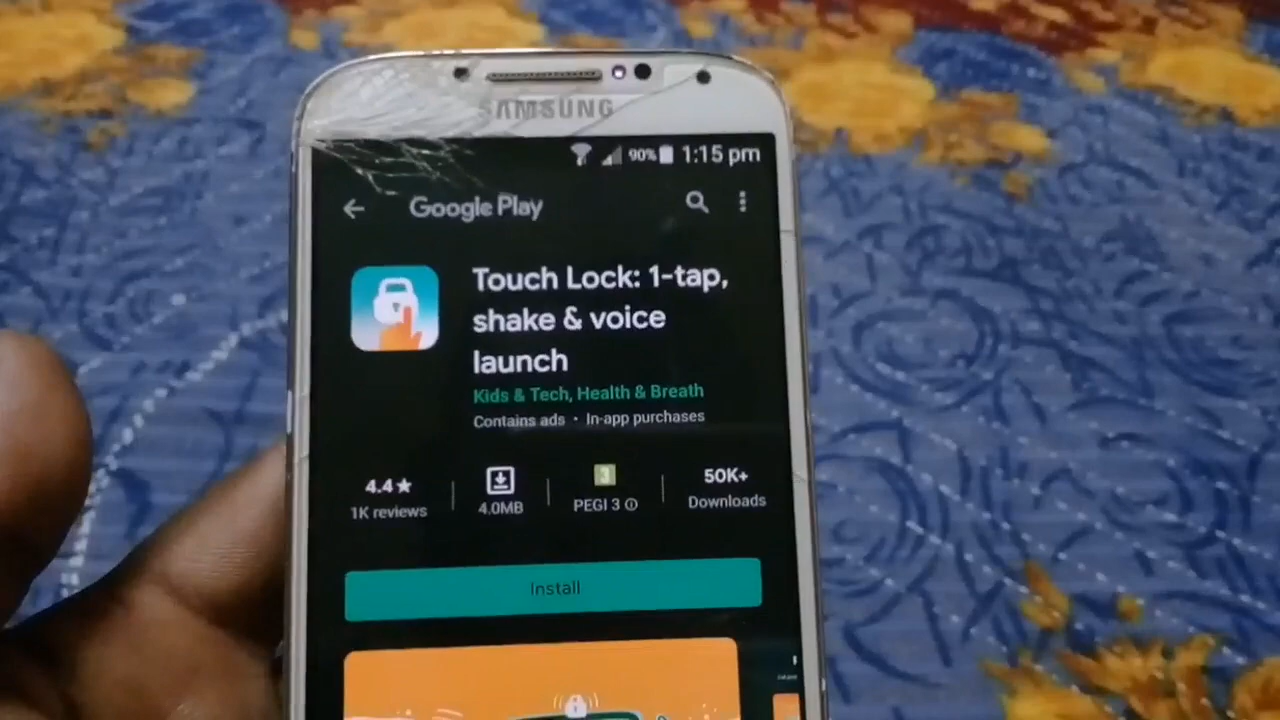 SAMSUNG
90% 1:15 pm
Google Play
Touch Lock: 1-tap,
shake & voice
launch
Kids & Tech, Health & Breath
Contains ads • In-app purchases
4.4★
1K reviews
4.0MB
3
PEGI 3
50K+
Downloads
Install